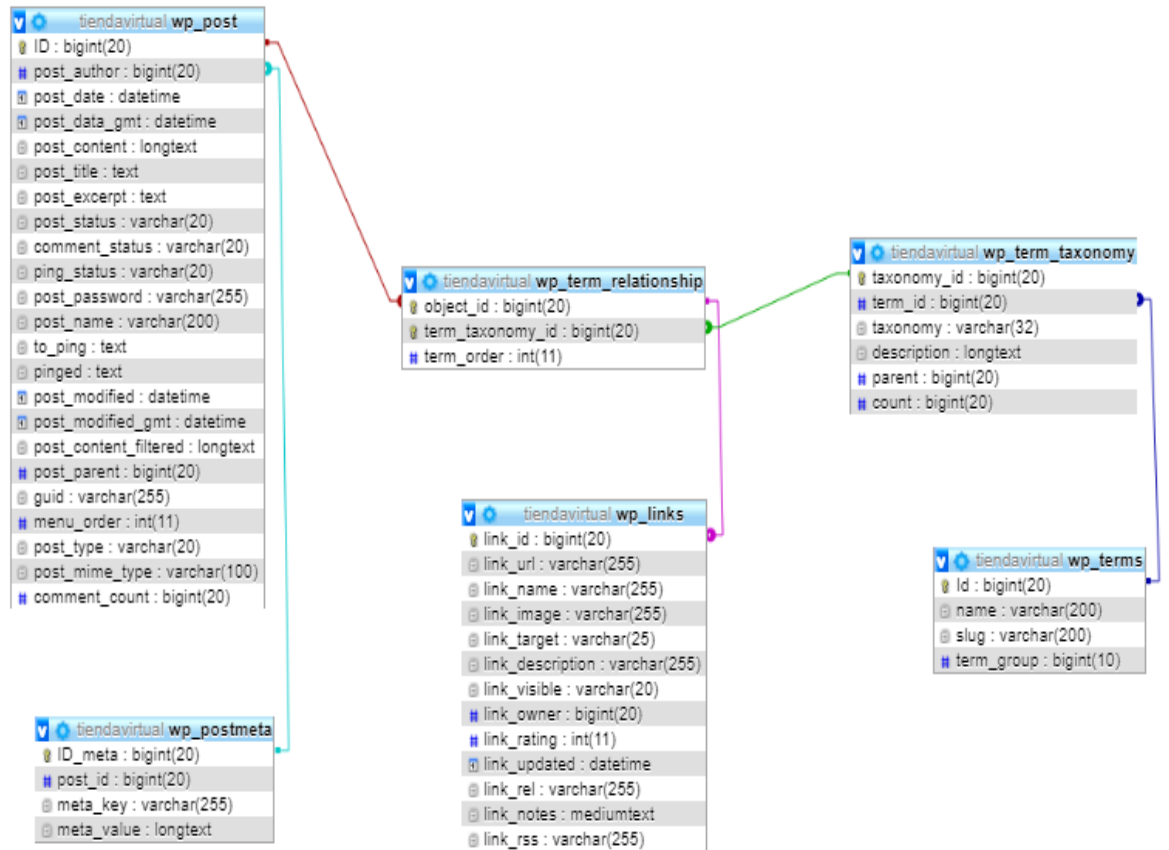 tiendavirtual wp_post
ID : bigint(20)
post_author : bigint(20)
post_date : datetime
post_data_gmt : datetime
post_content : longtext
post_title : text
post_excerpt : text
post_status : varchar(20)
comment_status : varchar(20)
ping_status : varchar(20)
post_password : varchar(255)
post_name : varchar(200)
to_ping : text
pinged : text
post_modified : datetime
post_modified_gmt : datetime
post_content_filtered : longtext
post_parent : bigint(20)
guid : varchar(255)
menu_order : int(11)
post_type : varchar(20)
post_mime_type : varchar(100)
comment_count : bigint(20)
tiendavirtual wp_postmeta
ID_meta : bigint(20)
post_id : bigint(20)
meta_key : varchar(255)
meta_value : longtext
tiendavirtual wp_term_relationship
object_id : bigint(20)
term_taxonomy_id : bigint(20)
term_order : int(11)
tiendavirtual wp_links
link_id : bigint(20)
link_url : varchar(255)
link_name : varchar(255)
link_image : varchar(255)
link_target : varchar(25)
link_description : varchar(255)
link_visible : varchar(20)
link_owner : bigint(20)
link_rating : int(11)
link_updated : datetime
link_rel : varchar(255)
link_notes : mediumtext
link_rss : varchar(255)
tiendavirtual wp_term_taxonomy
taxonomy_id : bigint(20)
term_id : bigint(20)
taxonomy : varchar(32)
description : longtext
parent : bigint(20)
count : bigint(20)
tiendavirtual wp_terms
Id : bigint(20)
name : varchar(200)
slug : varchar(200)
term_group : bigint(10)